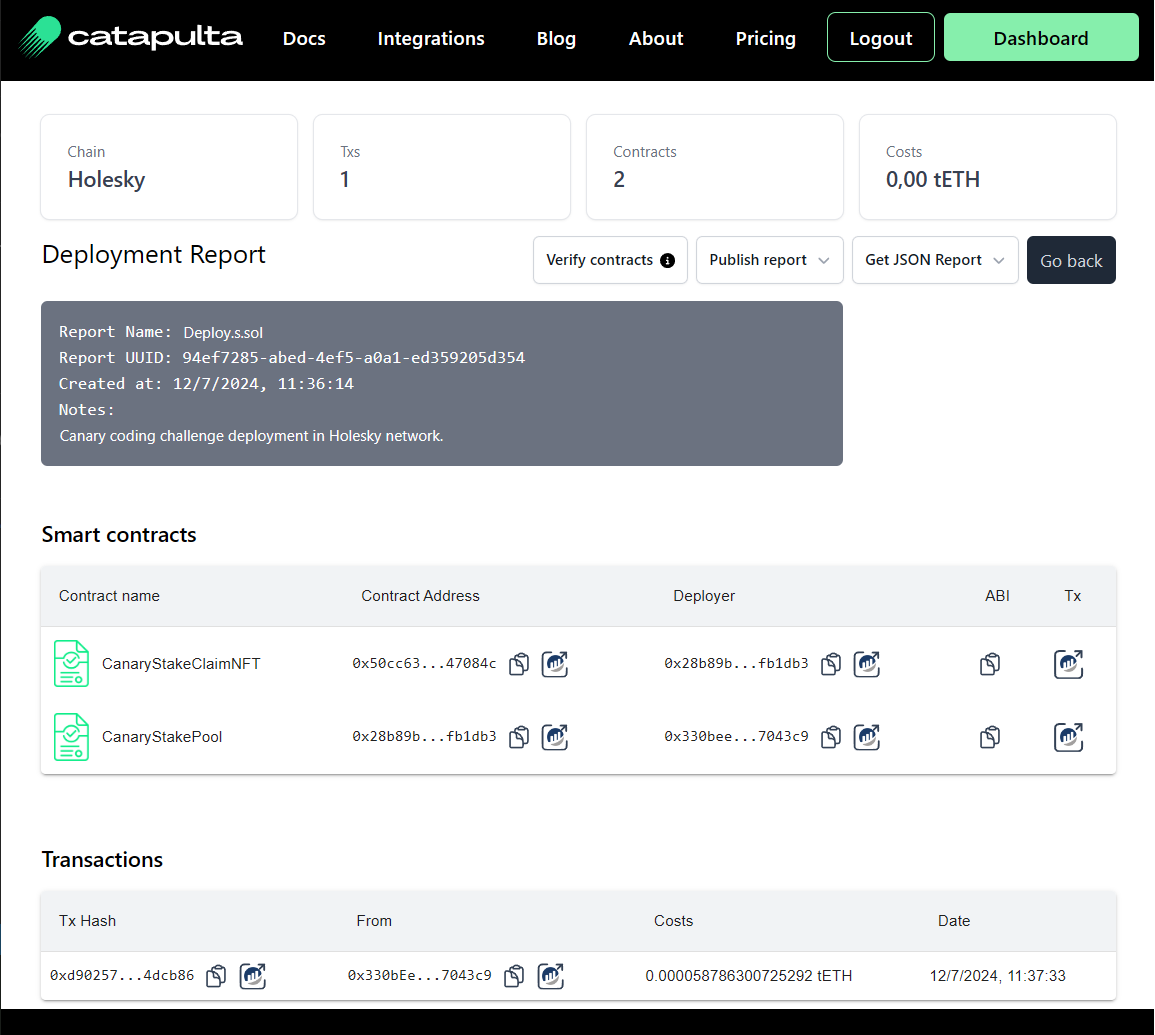 catapulta Docs Integrations Blog About Pricing Logout Dashboard
Chain Txs Contracts Costs
Holesky 1 2 0,00 tETH
Deployment Report Verify contracts Publish report Get JSON Report Go back
Report Name: Deploy.s.sol
Report UUID: 94ef7285-abed-4ef5-a0a1-ed359205d354
Created at: 12/7/2024, 11:36:14
Notes:
Canary coding challenge deployment in Holesky network.
Smart contracts
Contract name Contract Address Deployer ABI Tx
CanaryStakeClaimNFT 0x50cc63...47084c 0x28b89b...fb1db3
CanaryStakePool 0x28b89b...fb1db3 0x330bee...7043c9
Transactions
Tx Hash From Costs Date
0xd90257...4dcb86 0x330bEe...7043c9 0.000058786300725292 tETH 12/7/2024, 11:37:33